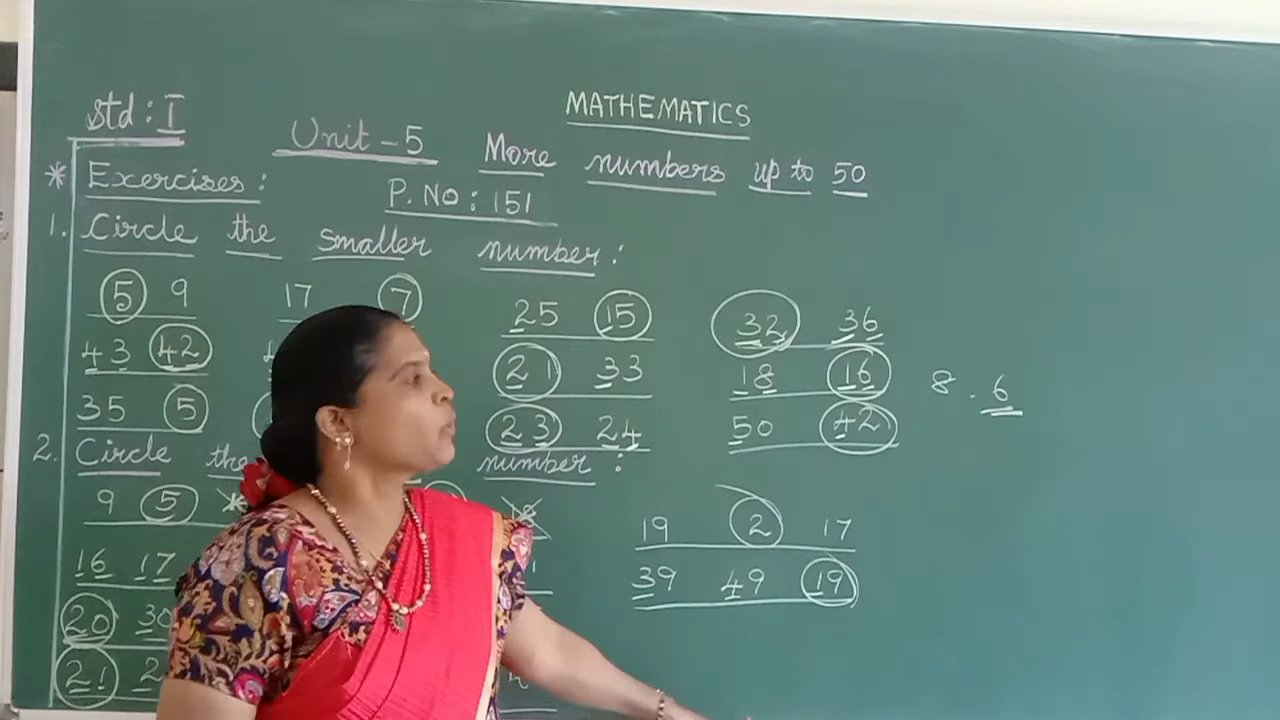 MATHEMATICS
std : I
Unit - 5 More numbers up to 50
* Exercises :
P. No : 151
1. Circle the smaller number :
5 9 17 7 25 15 32 36
43 42 21 33 18 16 8 . 6
35 5 23 24 50 42
2. Circle the number :
9 5 19 2 17
16 17 39 49 19
20 30
21